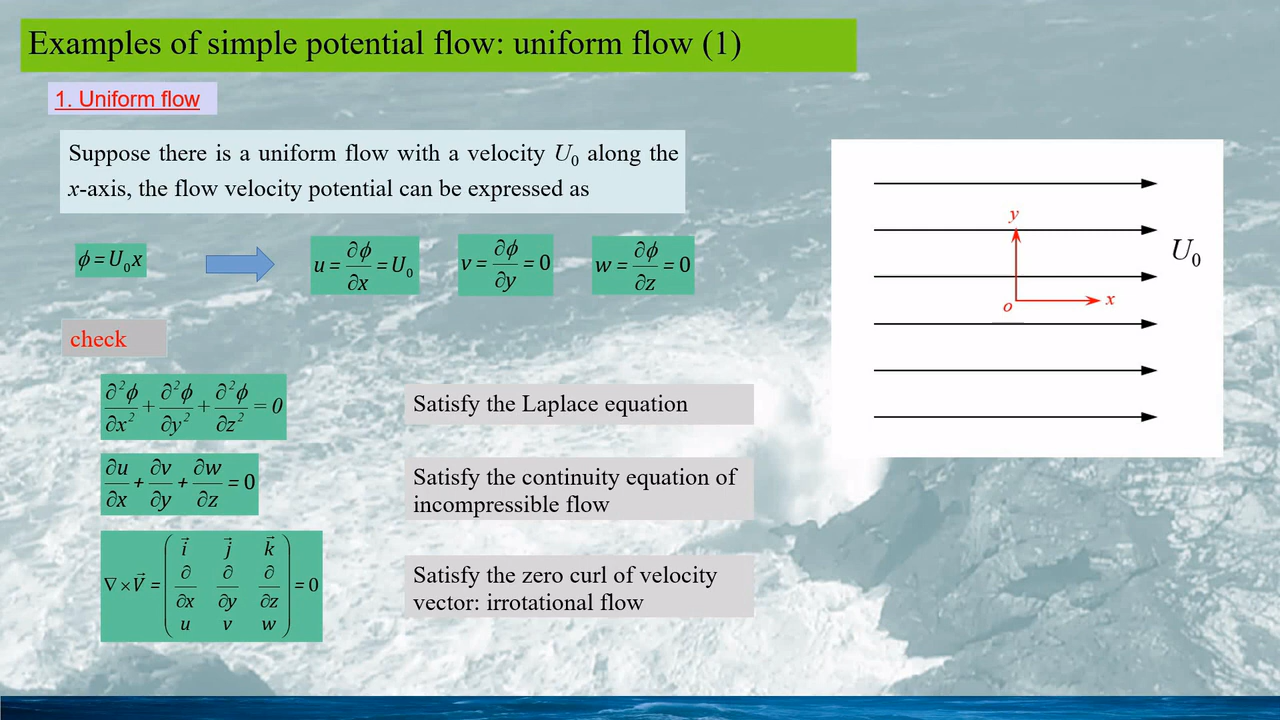 Examples of simple potential flow: uniform flow (1)
1. Uniform flow
Suppose there is a uniform flow with a velocity U₀ along the
x-axis, the flow velocity potential can be expressed as
ϕ = U₀x
u = ∂ϕ/∂x = U₀
v = ∂ϕ/∂y = 0
w = ∂ϕ/∂z = 0
y
U₀
o
x
check
∂²ϕ/∂x² + ∂²ϕ/∂y² + ∂²ϕ/∂z² = 0
Satisfy the Laplace equation
∂u/∂x + ∂v/∂y + ∂w/∂z = 0
Satisfy the continuity equation of
incompressible flow
∇×V⃗ = ( i⃗ j⃗ k⃗ ; ∂/∂x ∂/∂y ∂/∂z ; u v w ) = 0
Satisfy the zero curl of velocity
vector: irrotational flow